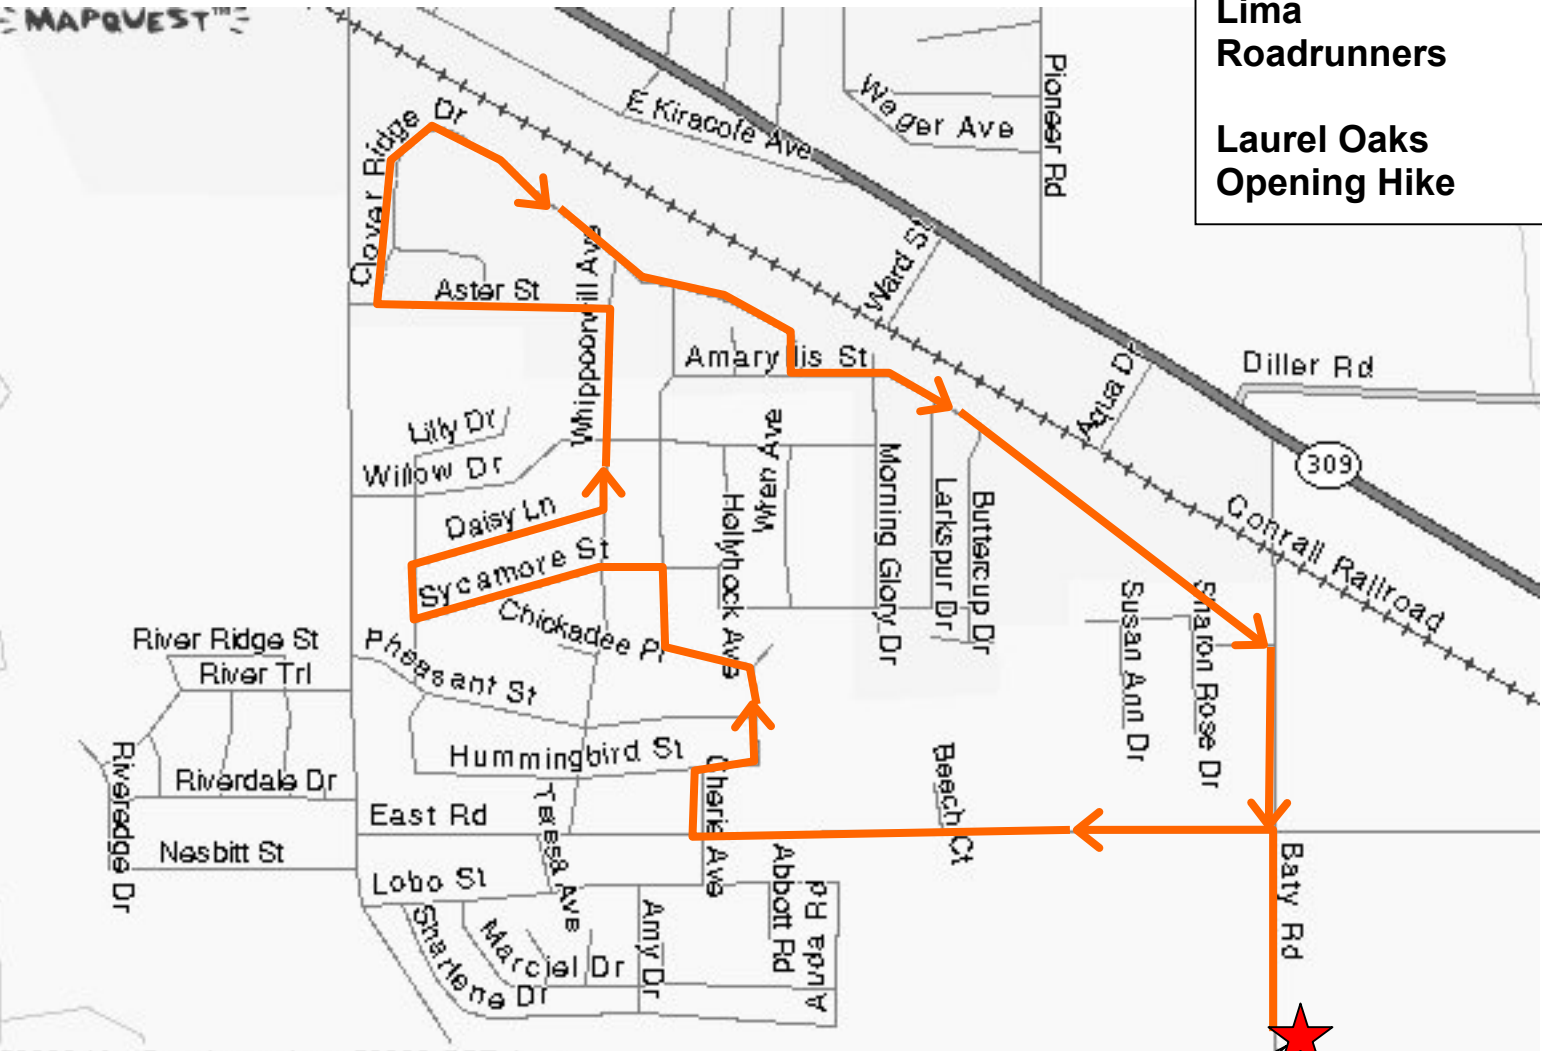 MAPQUEST™
Lima
Roadrunners
Laurel Oaks
Opening Hike
Pioneer Rd
E Kiracofe Ave
Wager Ave
Clover Ridge Dr
Aster St
Whippoorwill Ave
Ward St
Amaryllis St
Aqua Dr
Diller Rd
309
Conrail Railroad
Lilly Dr
Willow Dr
Daisy Ln
Sycamore St
Chickadee Pl
Hollyhock Ave
Wren Ave
Morning Glory Dr
Larkspur Dr
Buttercup Dr
Susan Ann Dr
Sharon Rose Dr
River Ridge St
River Trl
Pheasant St
Hummingbird St
Riverdale Dr
Riveredge Dr
Nesbitt St
East Rd
Teresa Ave
Cherie Ave
Beech Ct
Baty Rd
Lobo St
Sharlene Dr
Marciel Dr
Amy Dr
Abbott Rd
Auda Rd